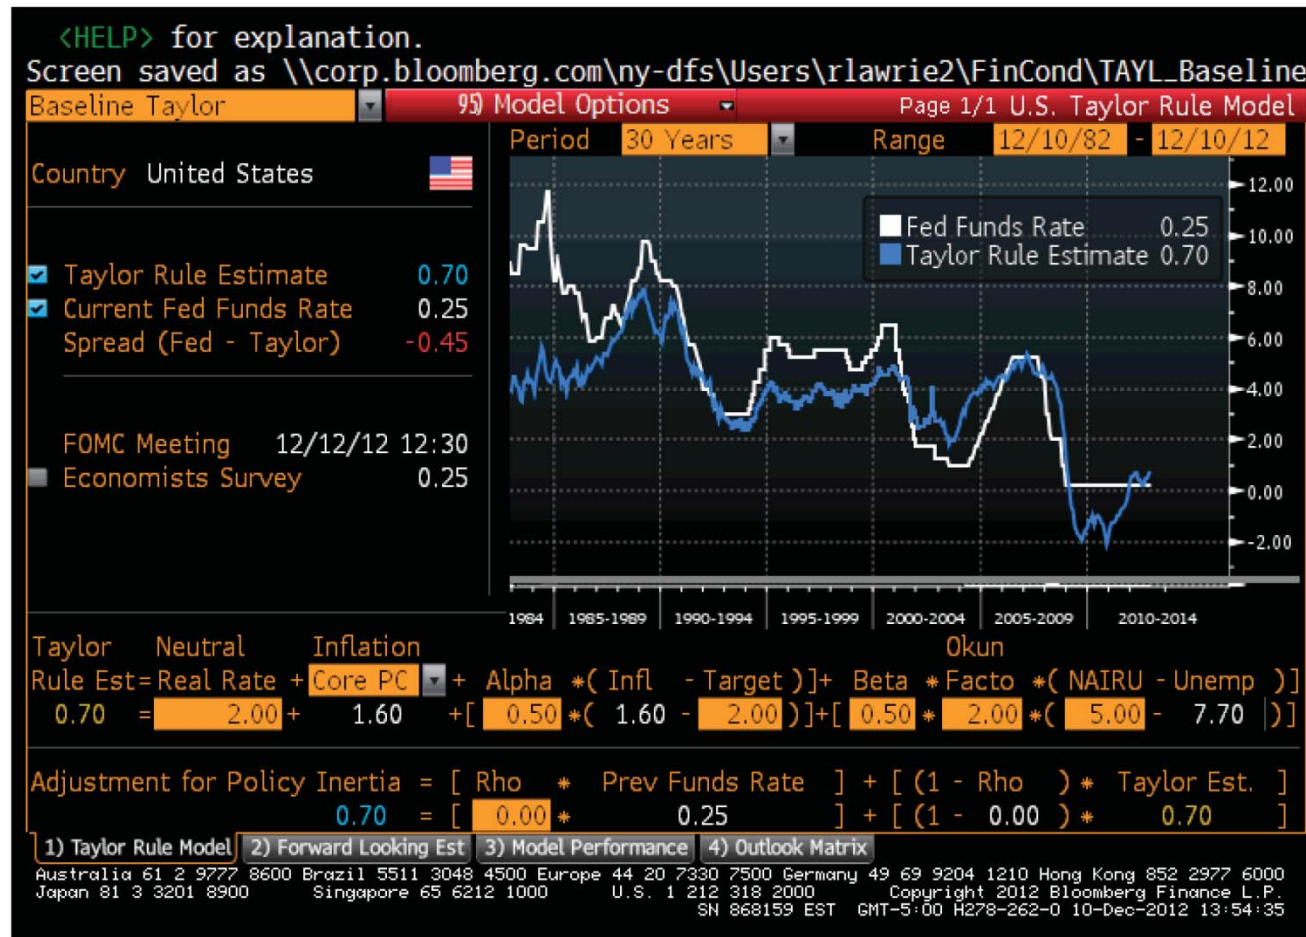 <HELP> for explanation.
Screen saved as \\corp.bloomberg.com\ny-dfs\Users\rlawrie2\FinCond\TAYL_Baseline
Baseline Taylor 95) Model Options Page 1/1 U.S. Taylor Rule Model
Period 30 Years Range 12/10/82 - 12/10/12
Country United States
12.00
Fed Funds Rate 0.25
10.00
Taylor Rule Estimate 0.70
Taylor Rule Estimate 0.70
8.00
Current Fed Funds Rate 0.25
Spread (Fed - Taylor) -0.45
6.00
4.00
FOMC Meeting 12/12/12 12:30
2.00
Economists Survey 0.25
0.00
-2.00
1984 1985-1989 1990-1994 1995-1999 2000-2004 2005-2009 2010-2014
Taylor Neutral Inflation Okun
Rule Est= Real Rate + Core PC + Alpha *( Infl - Target )]+ Beta * Facto *( NAIRU - Unemp )]
0.70 = 2.00 + 1.60 +[ 0.50 *( 1.60 - 2.00 )]+[ 0.50 * 2.00 *( 5.00 - 7.70 )]
Adjustment for Policy Inertia = [ Rho * Prev Funds Rate ] + [ (1 - Rho ) * Taylor Est. ]
0.70 = [ 0.00 * 0.25 ] + [ (1 - 0.00 ) * 0.70 ]
1) Taylor Rule Model 2) Forward Looking Est 3) Model Performance 4) Outlook Matrix
Australia 61 2 9777 8600 Brazil 5511 3048 4500 Europe 44 20 7330 7500 Germany 49 69 9204 1210 Hong Kong 852 2977 6000
Japan 81 3 3201 8900 Singapore 65 6212 1000 U.S. 1 212 318 2000 Copyright 2012 Bloomberg Finance L.P.
SN 868159 EST GMT-5:00 H278-262-0 10-Dec-2012 13:54:35